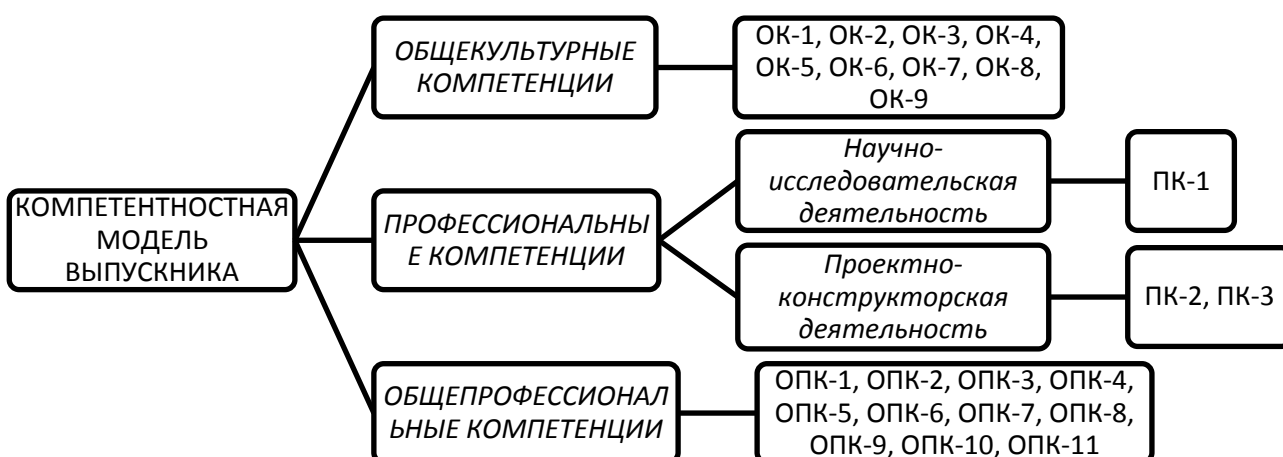 КОМПЕТЕНТНОСТНАЯ
МОДЕЛЬ
ВЫПУСКНИКА
ОБЩЕКУЛЬТУРНЫЕ
КОМПЕТЕНЦИИ
ОК-1, ОК-2, ОК-3, ОК-4,
ОК-5, ОК-6, ОК-7, ОК-8,
ОК-9
ПРОФЕССИОНАЛЬНЫ
Е КОМПЕТЕНЦИИ
Научно-
исследовательская
деятельность
ПК-1
Проектно-
конструкторская
деятельность
ПК-2, ПК-3
ОБЩЕПРОФЕССИОНАЛ
ЬНЫЕ КОМПЕТЕНЦИИ
ОПК-1, ОПК-2, ОПК-3, ОПК-4,
ОПК-5, ОПК-6, ОПК-7, ОПК-8,
ОПК-9, ОПК-10, ОПК-11